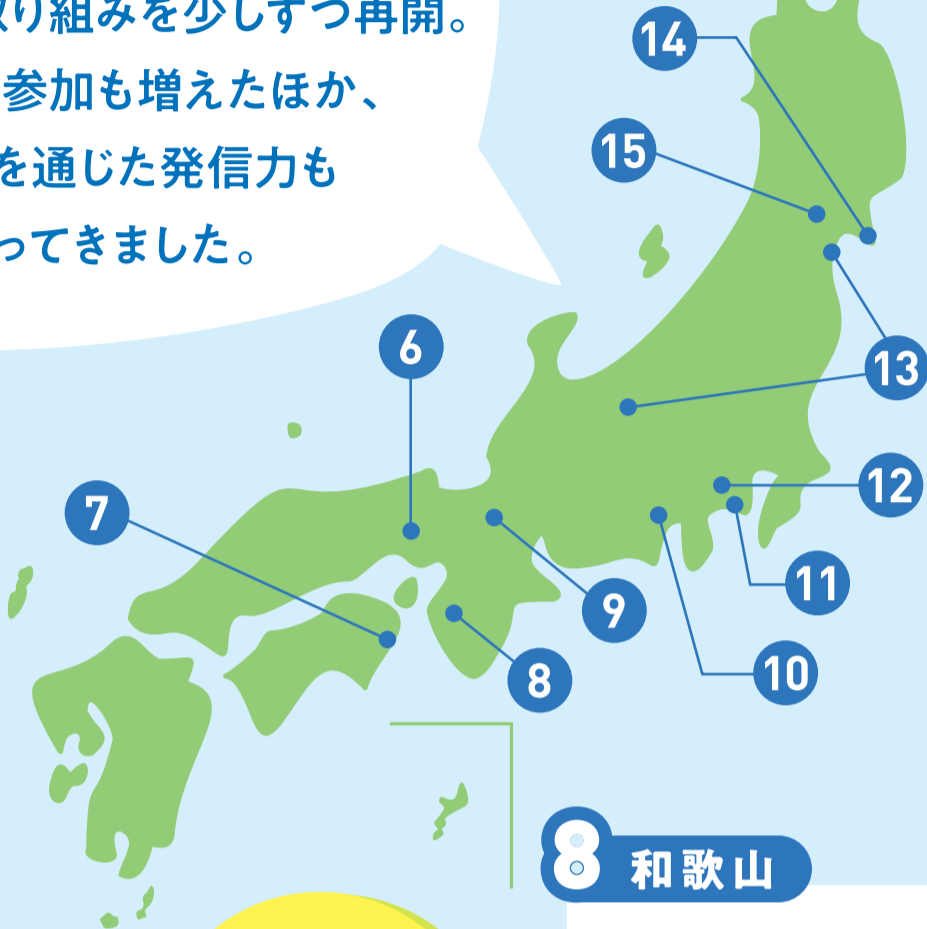 取り組みを少しずつ再開。
参加も増えたほか、
を通じた発信力も
ってきました。
14
15
6
13
7
12
11
9
10
8
8 和歌山